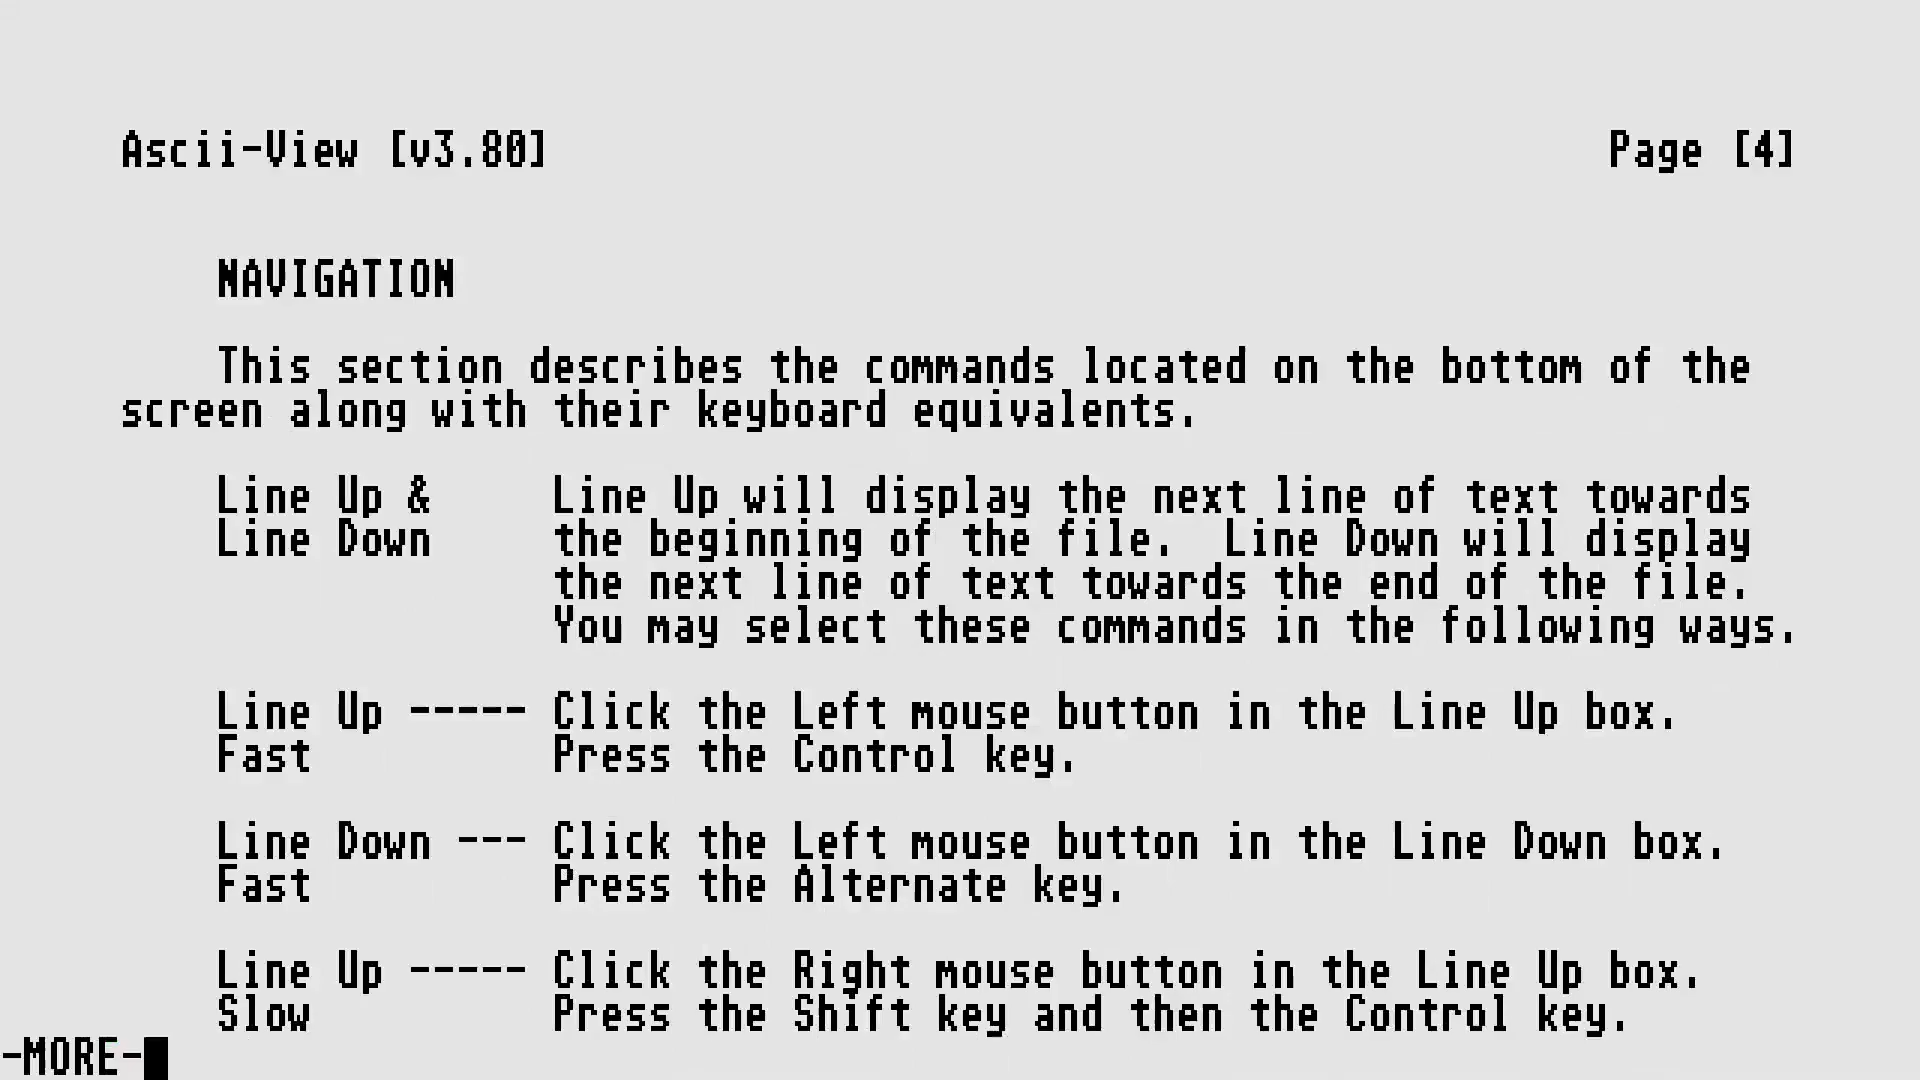 Ascii-View [v3.80] Page [4]
NAVIGATION
This section describes the commands located on the bottom of the
screen along with their keyboard equivalents.
Line Up & Line Up will display the next line of text towards
Line Down the beginning of the file. Line Down will display
the next line of text towards the end of the file.
You may select these commands in the following ways.
Line Up ----- Click the Left mouse button in the Line Up box.
Fast Press the Control key.
Line Down --- Click the Left mouse button in the Line Down box.
Fast Press the Alternate key.
Line Up ----- Click the Right mouse button in the Line Up box.
Slow Press the Shift key and then the Control key.
-MORE-